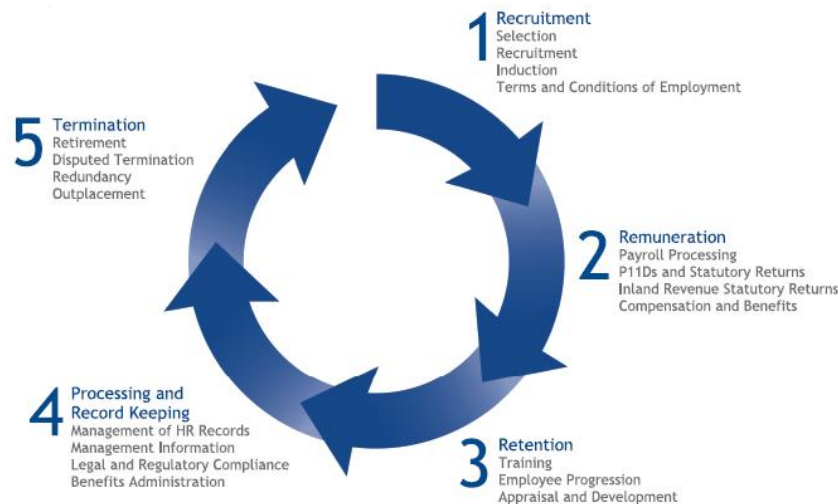 1 Recruitment
Selection
Recruitment
Induction
Terms and Conditions of Employment
2 Remuneration
Payroll Processing
P11Ds and Statutory Returns
Inland Revenue Statutory Returns
Compensation and Benefits
3 Retention
Training
Employee Progression
Appraisal and Development
4 Processing and
Record Keeping
Management of HR Records
Management Information
Legal and Regulatory Compliance
Benefits Administration
5 Termination
Retirement
Disputed Termination
Redundancy
Outplacement